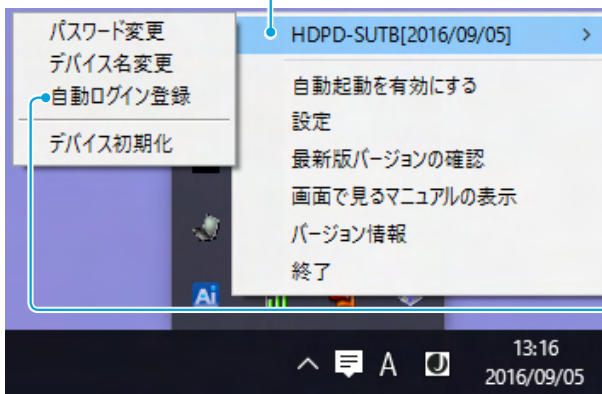 パスワード変更
デバイス名変更
自動ログイン登録
デバイス初期化
HDPD-SUTB[2016/09/05]
自動起動を有効にする
設定
最新版バージョンの確認
画面で見るマニュアルの表示
バージョン情報
終了
Ai
A
J
13:16
2016/09/05